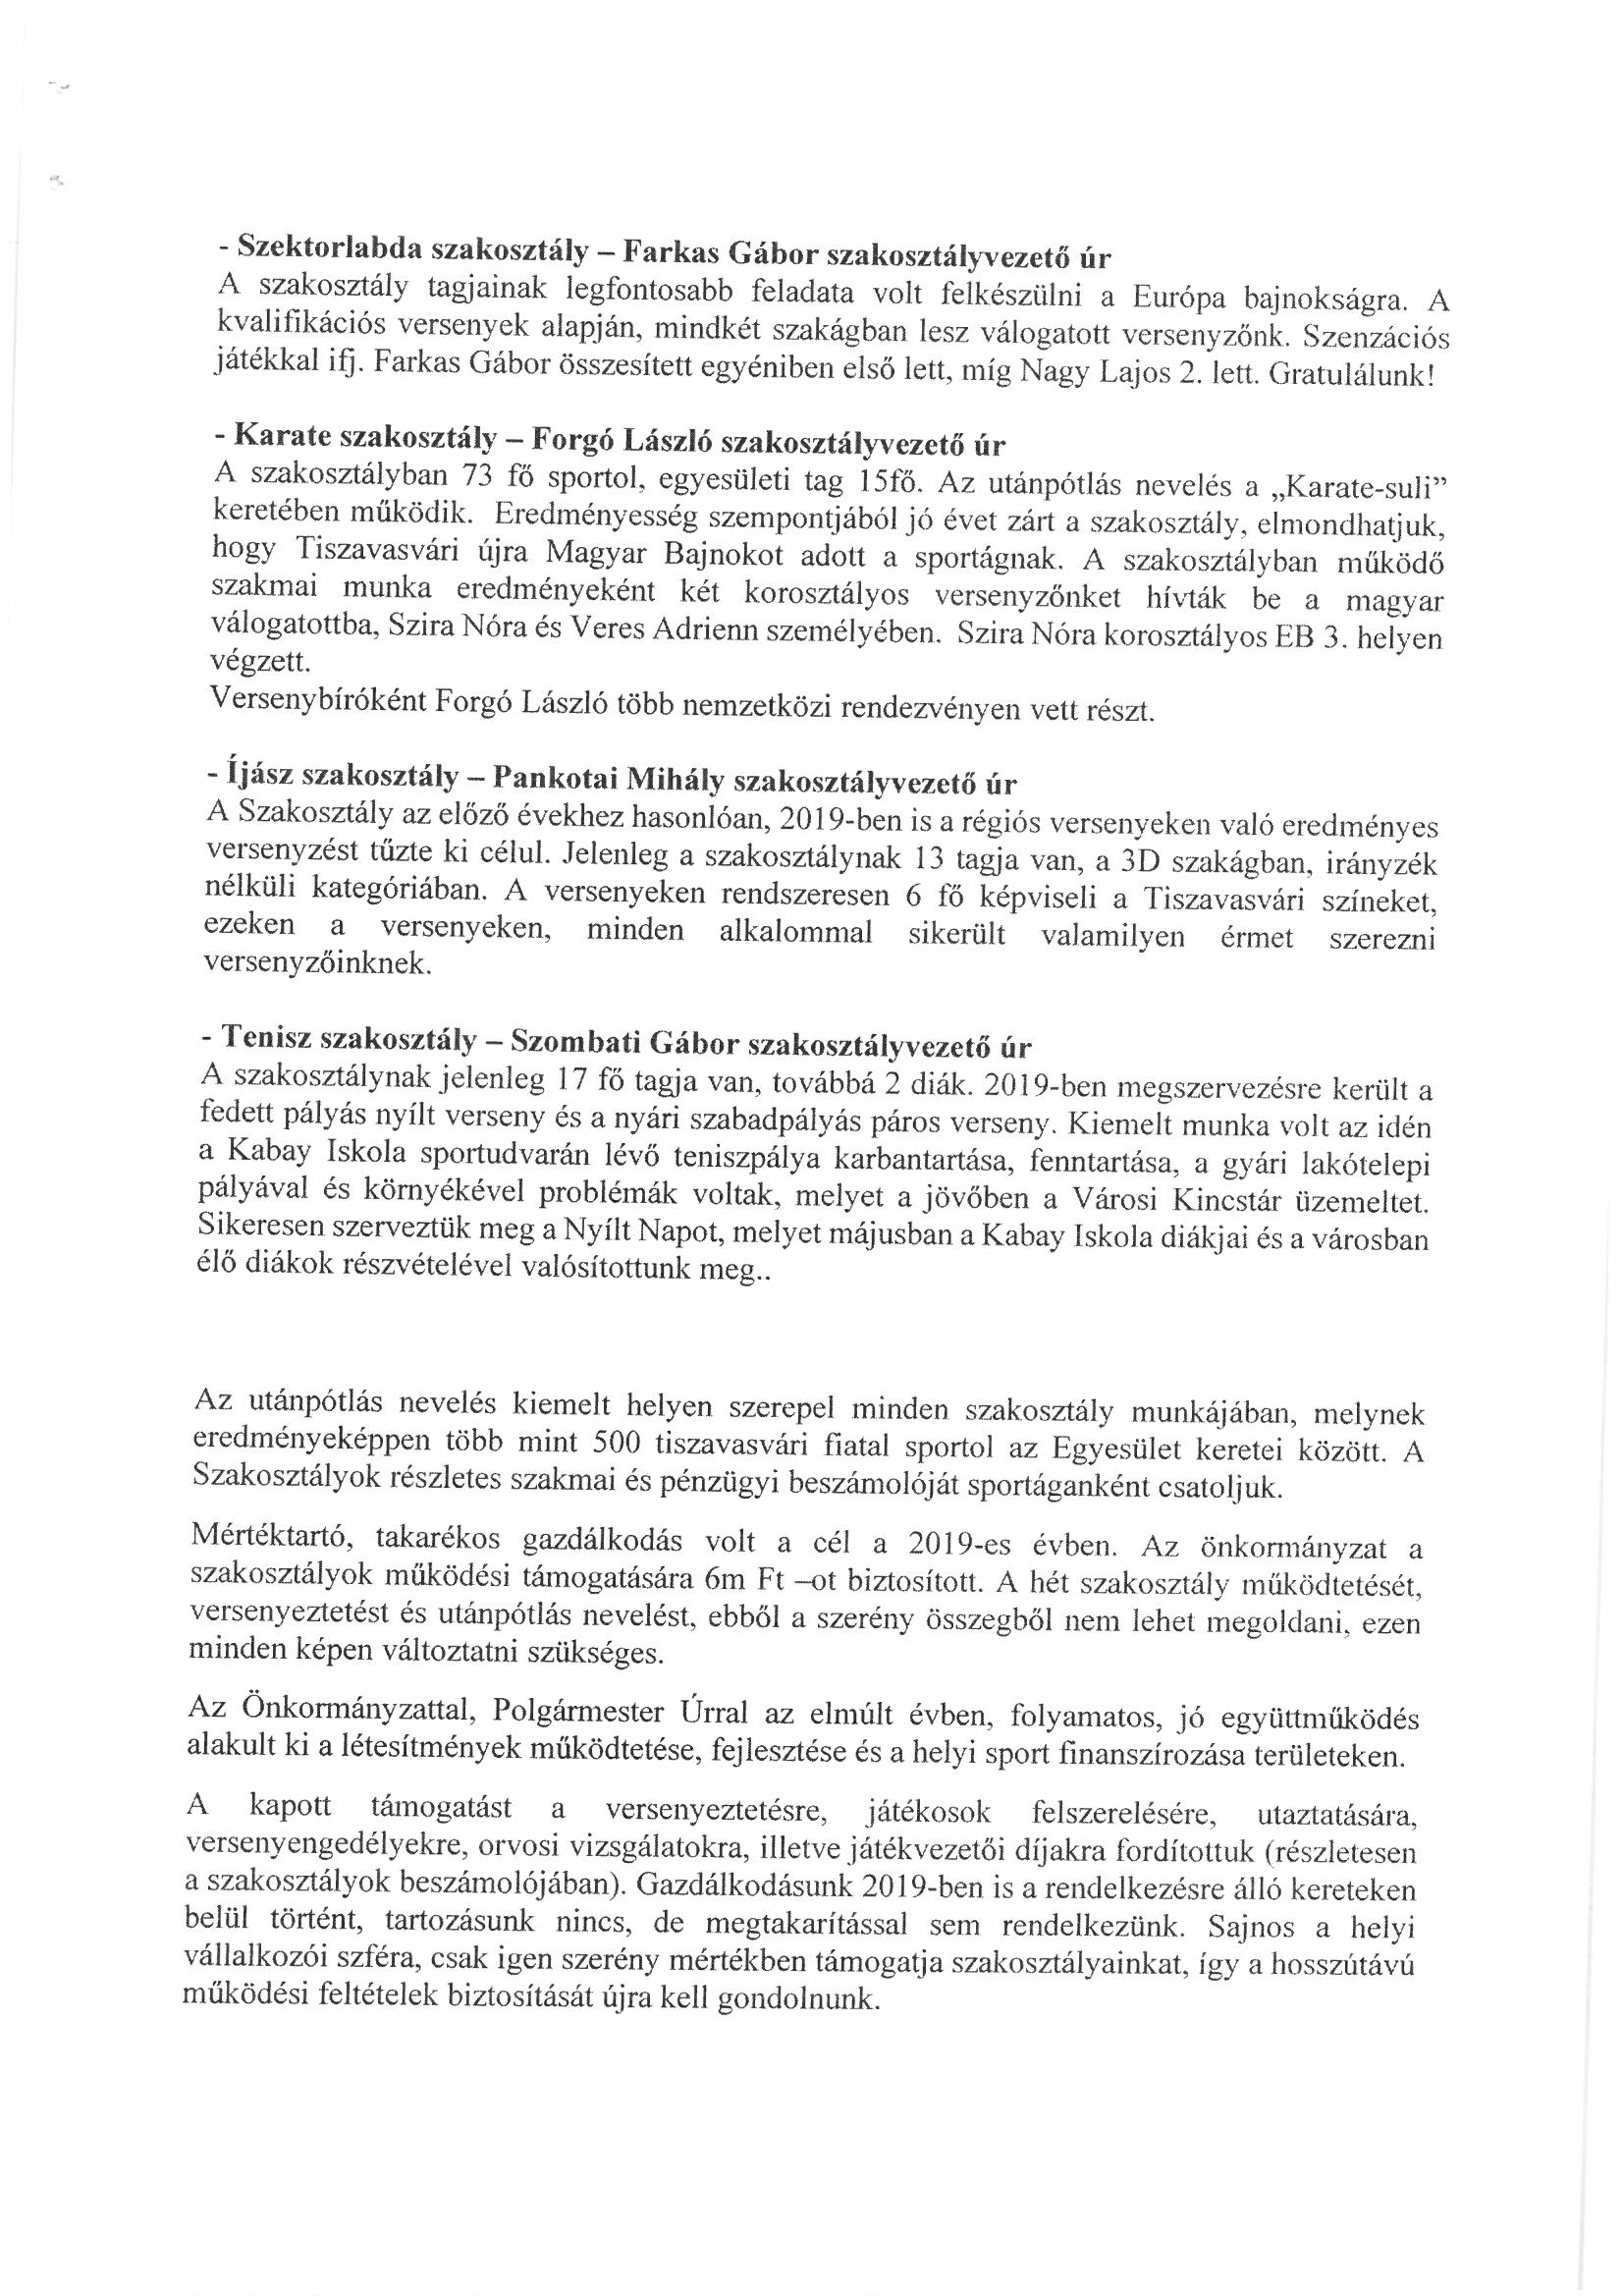 - Szektorlabda szakosztály – Farkas Gábor szakosztályvezető úr
A szakosztály tagjainak legfontosabb feladata volt felkészülni a Európa bajnokságra. A
kvalifikációs versenyek alapján, mindkét szakágban lesz válogatott versenyzőnk. Szenzációs
játékkal ifj. Farkas Gábor összesített egyéniben első lett, míg Nagy Lajos 2. lett. Gratulálunk!
- Karate szakosztály – Forgó László szakosztályvezető úr
A szakosztályban 73 fő sportol, egyesületi tag 15fő. Az utánpótlás nevelés a „Karate-suli”
keretében működik. Eredményesség szempontjából jó évet zárt a szakosztály, elmondhatjuk,
hogy Tiszavasvári újra Magyar Bajnokot adott a sportágnak. A szakosztályban működő
szakmai munka eredményeként két korosztályos versenyzőnket hívták be a magyar
válogatottba, Szira Nóra és Veres Adrienn személyében. Szira Nóra korosztályos EB 3. helyen
végzett.
Versenybíróként Forgó László több nemzetközi rendezvényen vett részt.
- Íjász szakosztály – Pankotai Mihály szakosztályvezető úr
A Szakosztály az előző évekhez hasonlóan, 2019-ben is a régiós versenyeken való eredményes
versenyzést tűzte ki célul. Jelenleg a szakosztálynak 13 tagja van, a 3D szakágban, irányzék
nélküli kategóriában. A versenyeken rendszeresen 6 fő képviseli a Tiszavasvári színeket,
ezeken a versenyeken, minden alkalommal sikerült valamilyen érmet szerezni
versenyzőinknek.
- Tenisz szakosztály – Szombati Gábor szakosztályvezető úr
A szakosztálynak jelenleg 17 fő tagja van, továbbá 2 diák. 2019-ben megszervezésre került a
fedett pályás nyílt verseny és a nyári szabadpályás páros verseny. Kiemelt munka volt az idén
a Kabay Iskola sportudvarán lévő teniszpálya karbantartása, fenntartása, a gyári lakótelepi
pályával és környékével problémák voltak, melyet a jövőben a Városi Kincstár üzemeltet.
Sikeresen szerveztük meg a Nyílt Napot, melyet májusban a Kabay Iskola diákjai és a városban
élő diákok részvételével valósítottunk meg..
Az utánpótlás nevelés kiemelt helyen szerepel minden szakosztály munkájában, melynek
eredményeképpen több mint 500 tiszavasvári fiatal sportol az Egyesület keretei között. A
Szakosztályok részletes szakmai és pénzügyi beszámolóját sportáganként csatoljuk.
Mértéktartó, takarékos gazdálkodás volt a cél a 2019-es évben. Az önkormányzat a
szakosztályok működési támogatására 6m Ft –ot biztosított. A hét szakosztály működtetését,
versenyeztetést és utánpótlás nevelést, ebből a szerény összegből nem lehet megoldani, ezen
minden képen változtatni szükséges.
Az Önkormányzattal, Polgármester Úrral az elmúlt évben, folyamatos, jó együttműködés
alakult ki a létesítmények működtetése, fejlesztése és a helyi sport finanszírozása területeken.
A kapott támogatást a versenyeztetésre, játékosok felszerelésére, utaztatására,
versenyengedélyekre, orvosi vizsgálatokra, illetve játékvezetői díjakra fordítottuk (részletesen
a szakosztályok beszámolójában). Gazdálkodásunk 2019-ben is a rendelkezésre álló kereteken
belül történt, tartozásunk nincs, de megtakarítással sem rendelkezünk. Sajnos a helyi
vállalkozói szféra, csak igen szerény mértékben támogatja szakosztályainkat, így a hosszútávú
működési feltételek biztosítását újra kell gondolnunk.